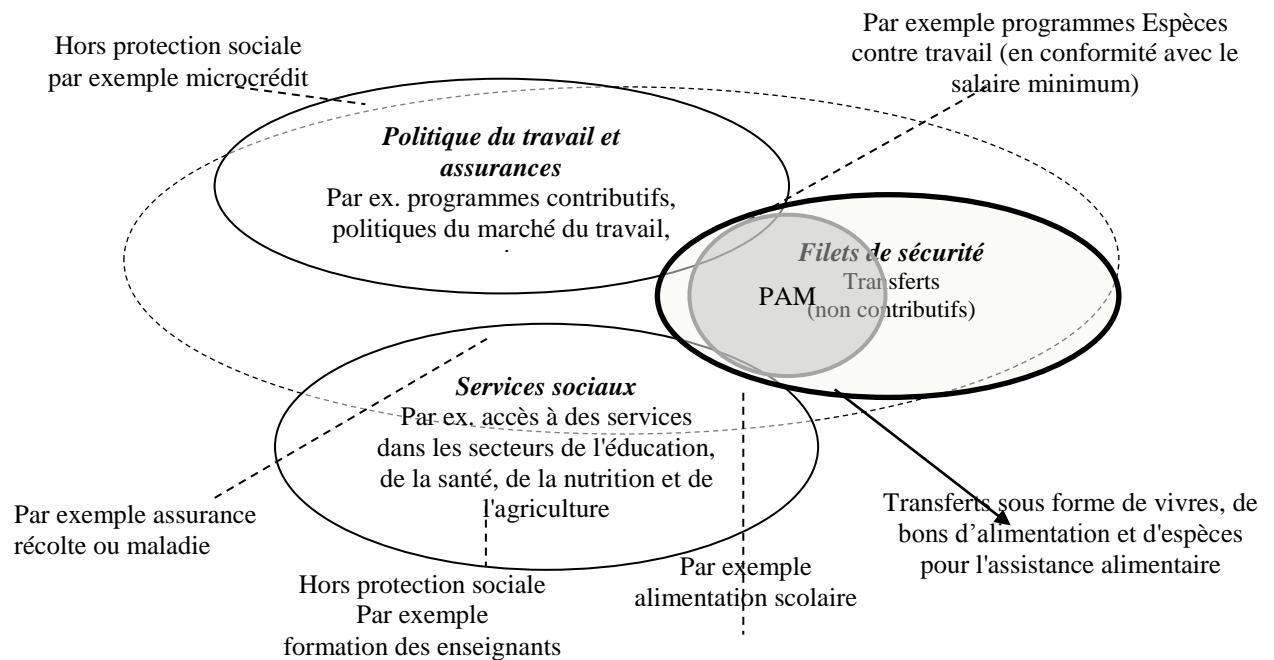 Hors protection sociale
par exemple microcrédit
Par exemple programmes Espèces
contre travail (en conformité avec le
salaire minimum)
Politique du travail et
assurances
Par ex. programmes contributifs,
politiques du marché du travail,
.
Filets de sécurité
Transferts
(non contributifs)
PAM
Services sociaux
Par ex. accès à des services
dans les secteurs de l'éducation,
de la santé, de la nutrition et de
l'agriculture
Par exemple assurance
récolte ou maladie
Hors protection sociale
Par exemple
formation des enseignants
Par exemple
alimentation scolaire
Transferts sous forme de vivres, de
bons d’alimentation et d'espèces
pour l'assistance alimentaire